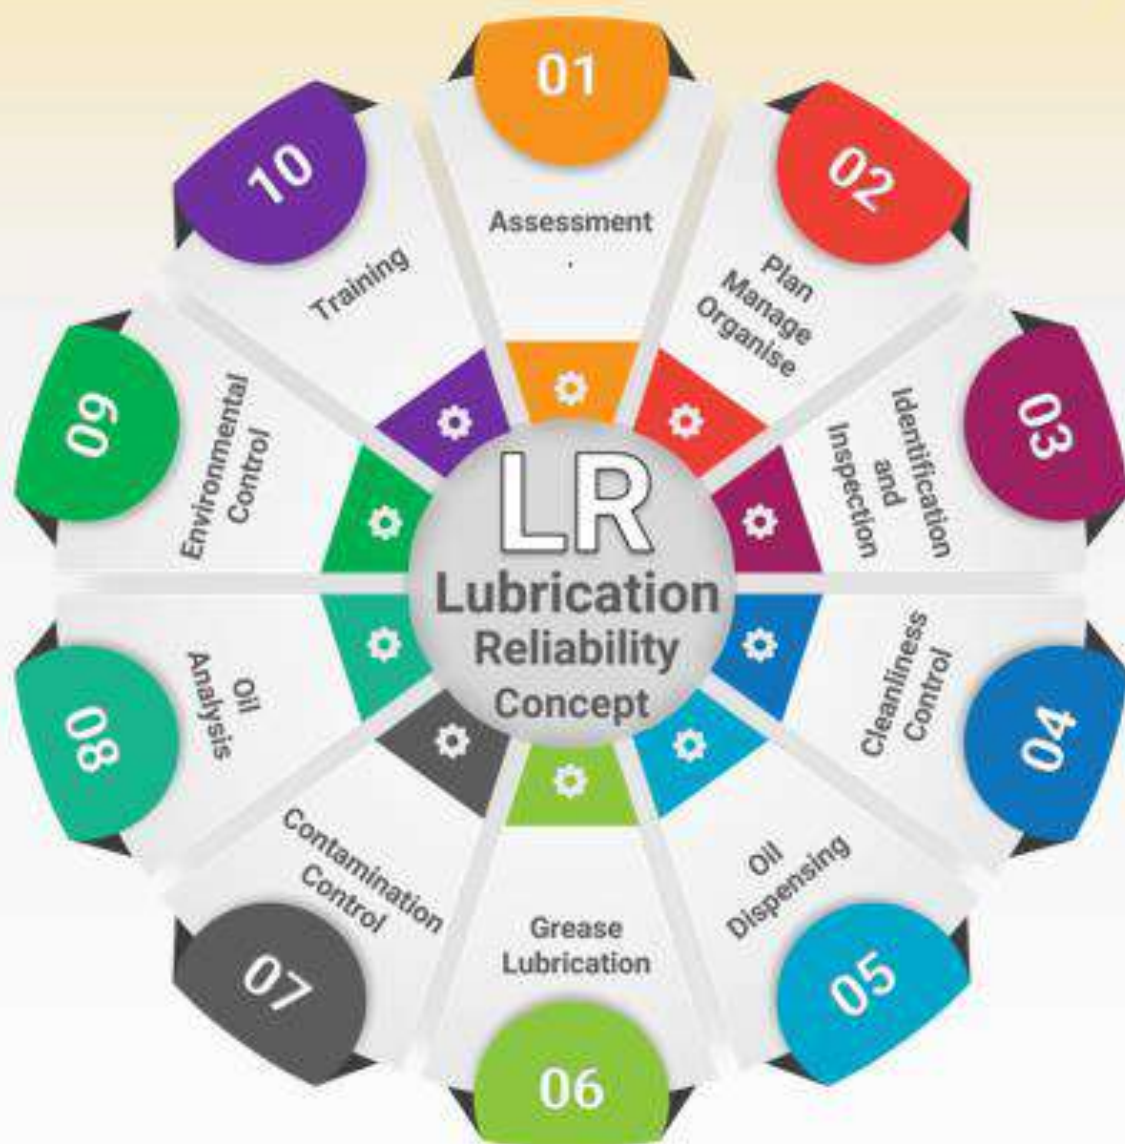 01
Assessment
.
02
Plan
Manage
Organise
03
Identification
and
Inspection
04
Cleanliness
Control
05
Oil
Dispensing
06
Grease
Lubrication
07
Contamination
Control
08
Oil
Analysis
09
Environmental
Control
10
Training
LR
Lubrication
Reliability
Concept